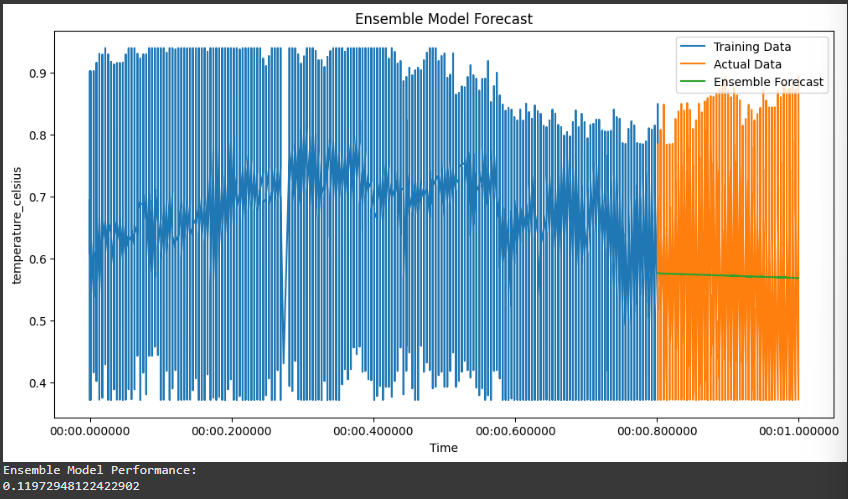 Ensemble Model Forecast
Training Data
Actual Data
Ensemble Forecast
temperature_celsius
0.9
0.8
0.7
0.6
0.5
0.4
00:00.000000 00:00.200000 00:00.400000 00:00.600000 00:00.800000 00:01.000000
Time
Ensemble Model Performance:
0.11972948122422902